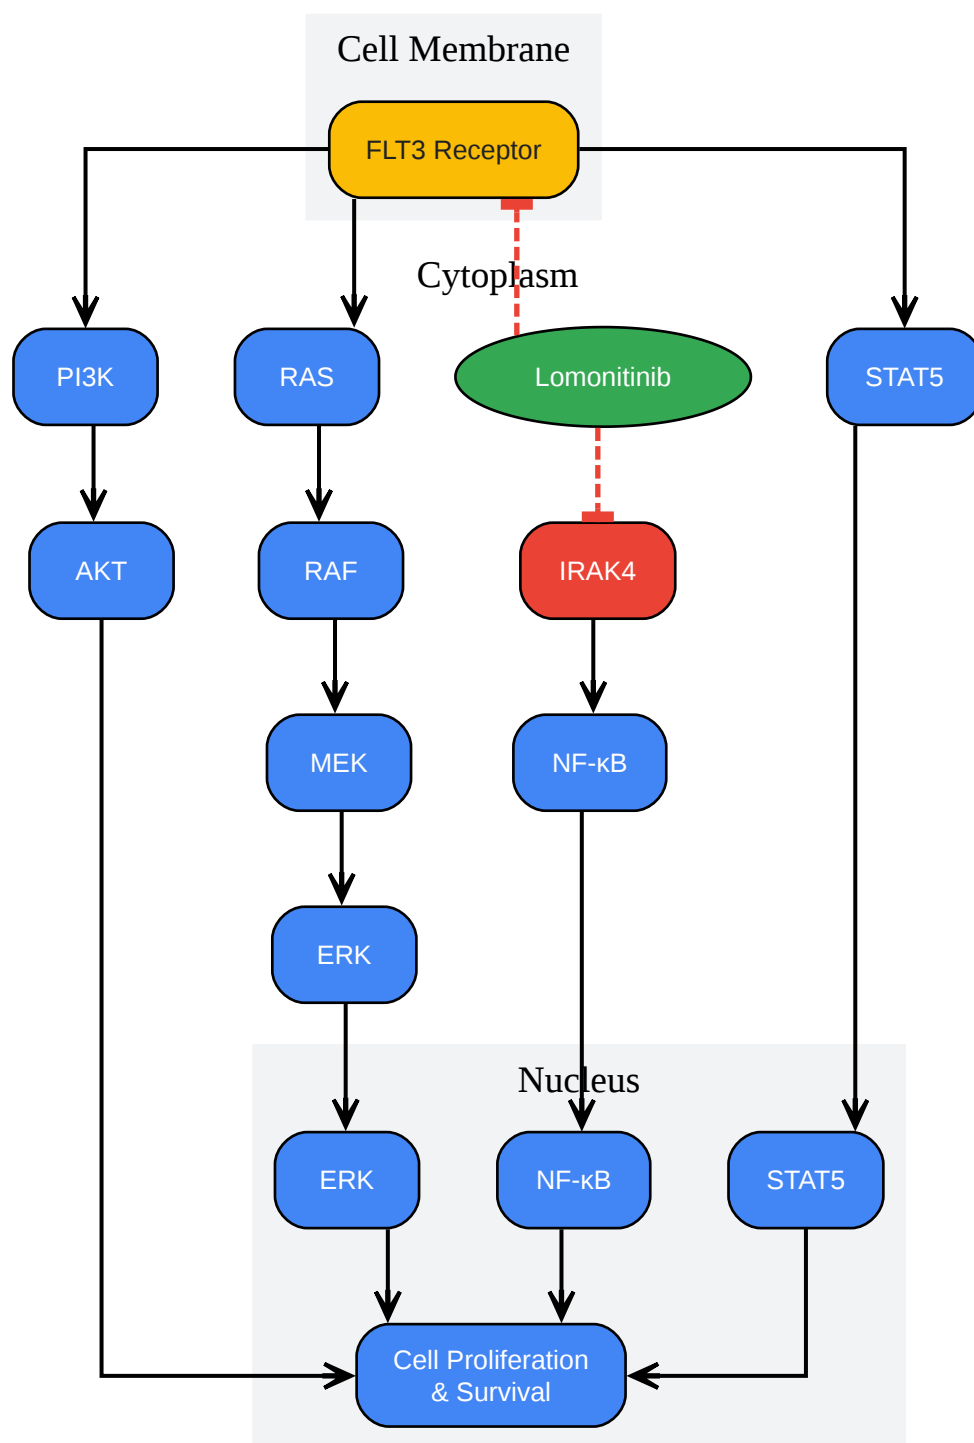 Cell Membrane
FLT3 Receptor
Cytoplasm
PI3K
RAS
Lomonitinib
STAT5
AKT
RAF
IRAK4
MEK
NF-κB
ERK
Nucleus
ERK
NF-κB
STAT5
Cell Proliferation
& Survival